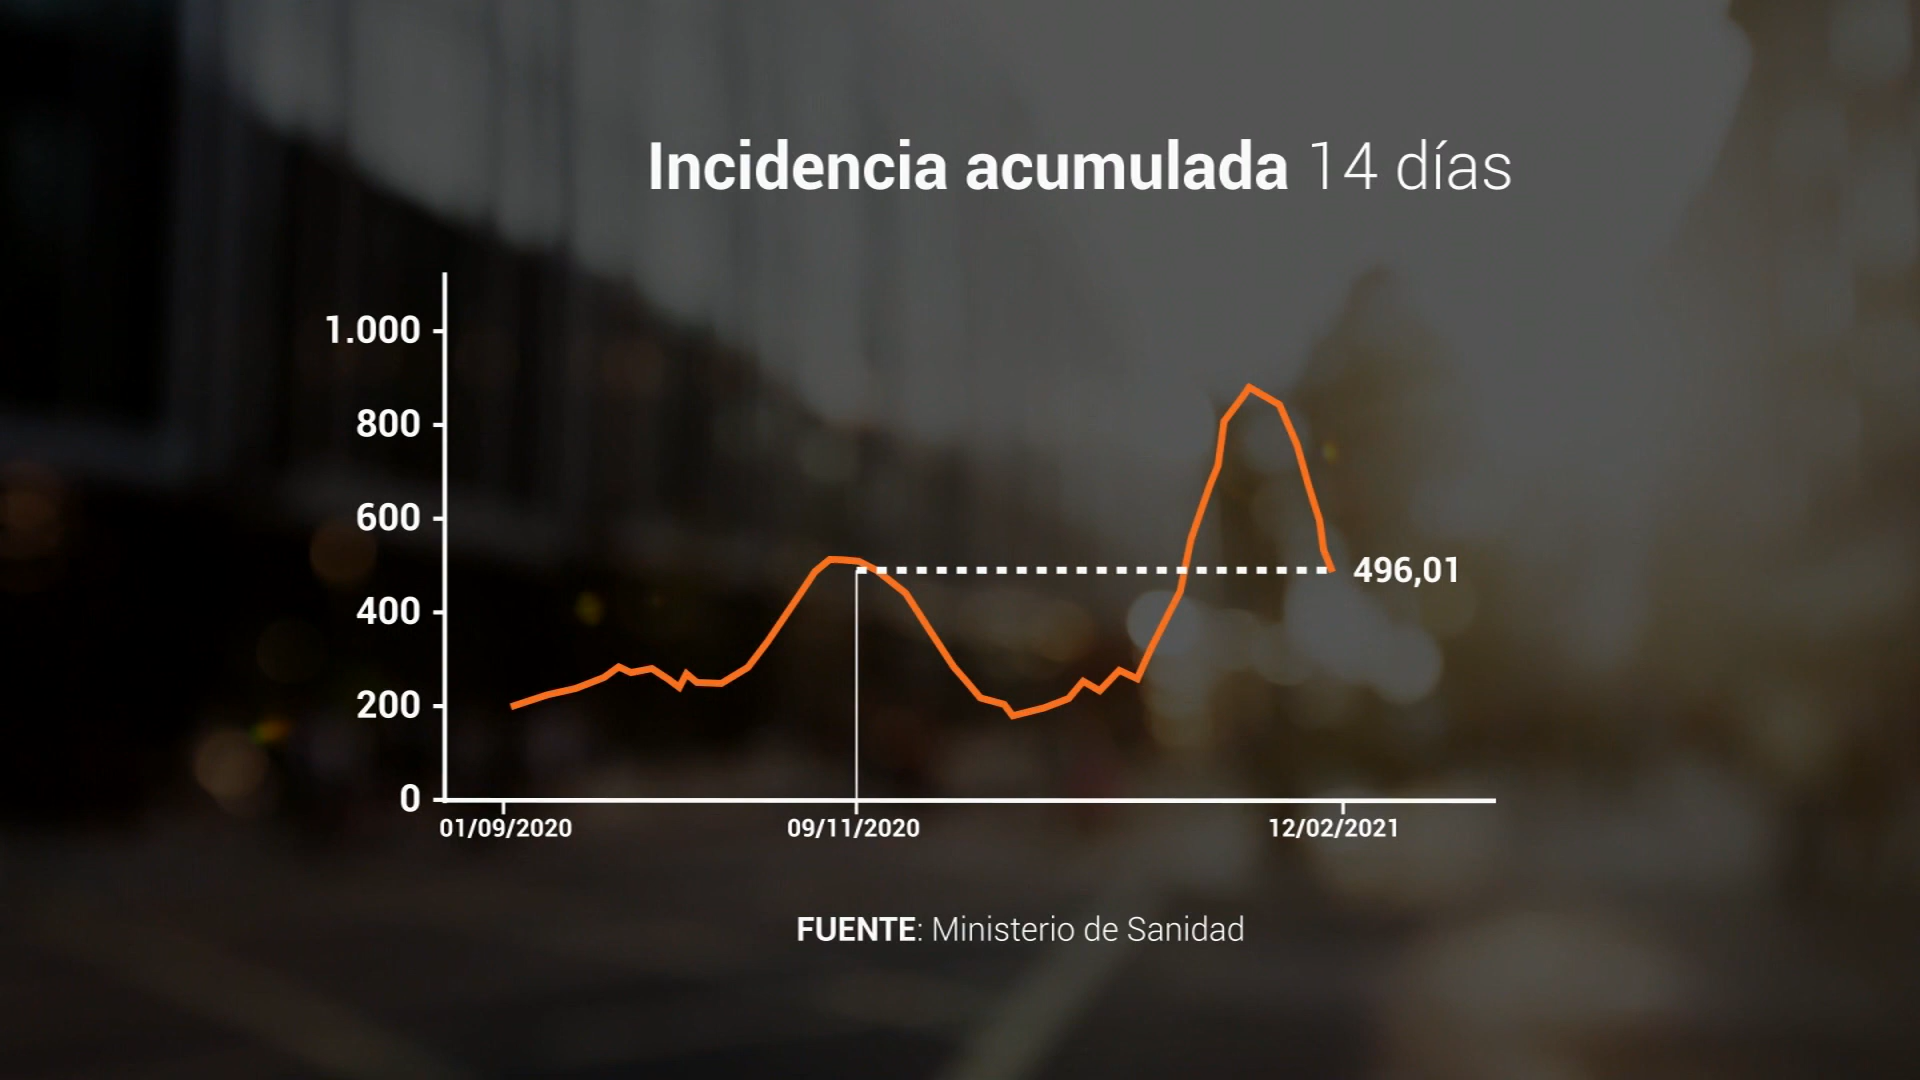 Incidencia acumulada 14 días
1.000
800
600
496,01
400
200
0
01/09/2020 09/11/2020 12/02/2021
FUENTE: Ministerio de Sanidad